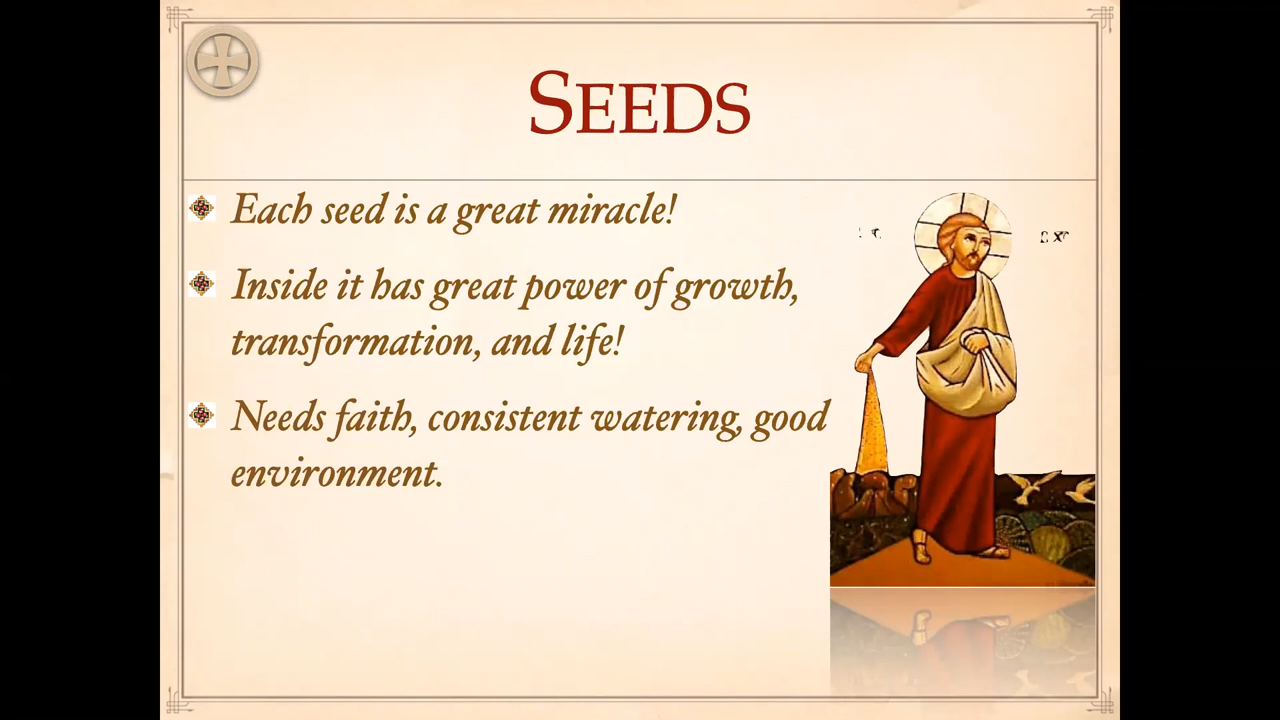 SEEDS
Each seed is a great miracle!
Inside it has great power of growth,
transformation, and life!
Needs faith, consistent watering, good
environment.